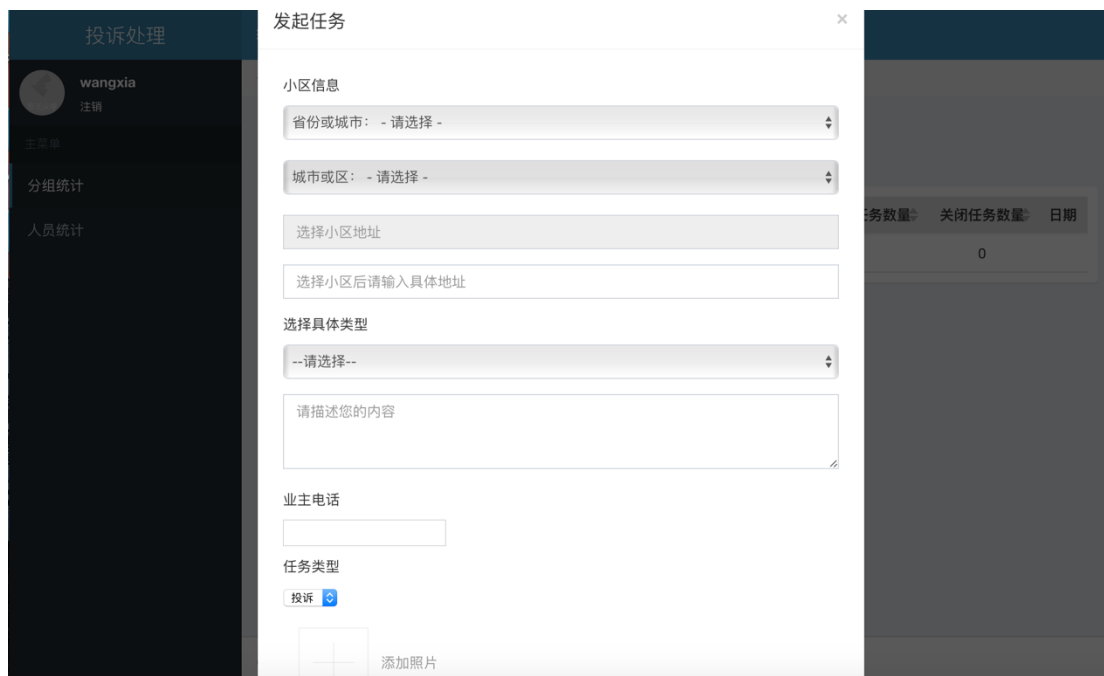 投诉处理
wangxia
注销
主菜单
分组统计
人员统计
发起任务
×
小区信息
省份或城市： - 请选择 -
城市或区： - 请选择 -
选择小区地址
选择小区后请输入具体地址
选择具体类型
--请选择--
请描述您的内容
业主电话
任务类型
投诉
添加照片
务数量 关闭任务数量 日期
0